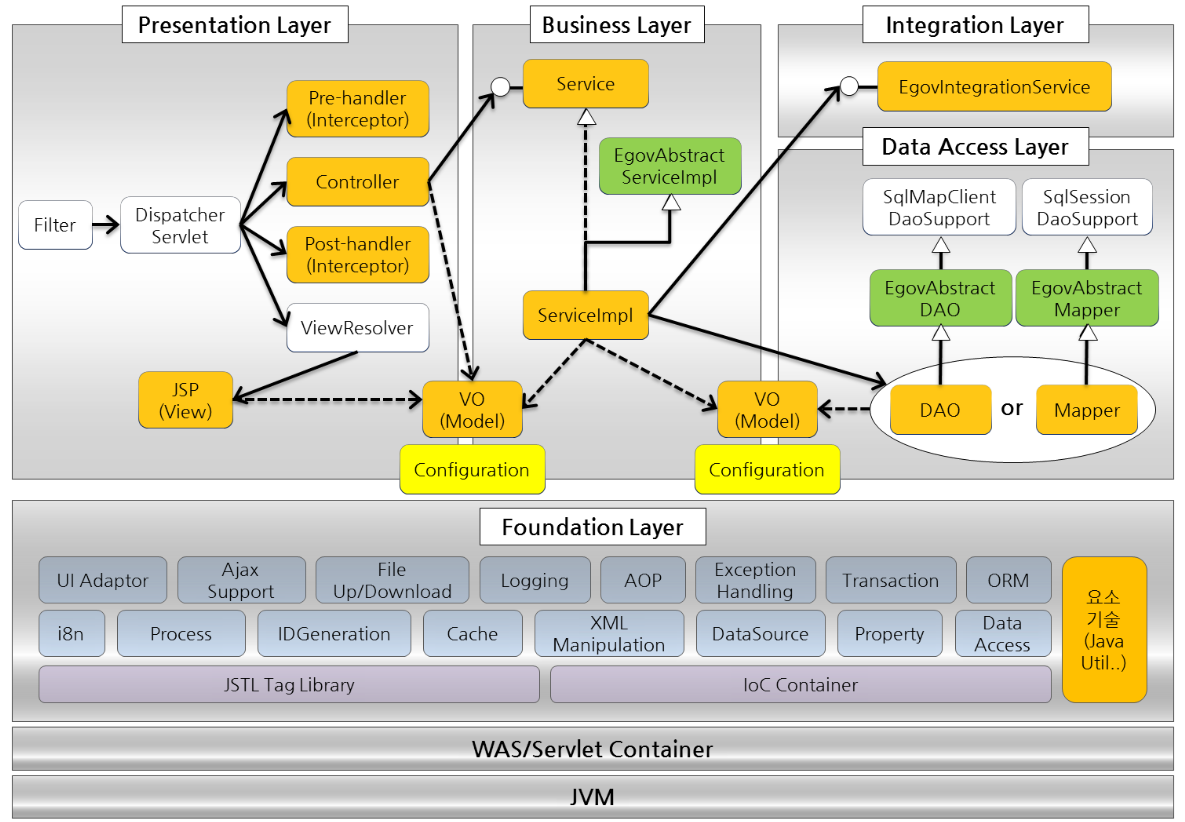 Presentation Layer
Business Layer
Integration Layer
Pre-handler
(Interceptor)
Service
EgovIntegrationService
Data Access Layer
EgovAbstract
ServiceImpl
Controller
SqlMapClient
DaoSupport
SqlSession
DaoSupport
Filter
Dispatcher
Servlet
Post-handler
(Interceptor)
EgovAbstract
DAO
EgovAbstract
Mapper
ViewResolver
ServiceImpl
JSP
(View)
VO
(Model)
VO
(Model)
DAO
or
Mapper
Configuration
Configuration
Foundation Layer
UI Adaptor
Ajax
Support
File
Up/Download
Logging
AOP
Exception
Handling
Transaction
ORM
i8n
Process
IDGeneration
Cache
XML
Manipulation
DataSource
Property
Data
Access
요소
기술
(Java
Util..)
JSTL Tag Library
IoC Container
WAS/Servlet Container
JVM